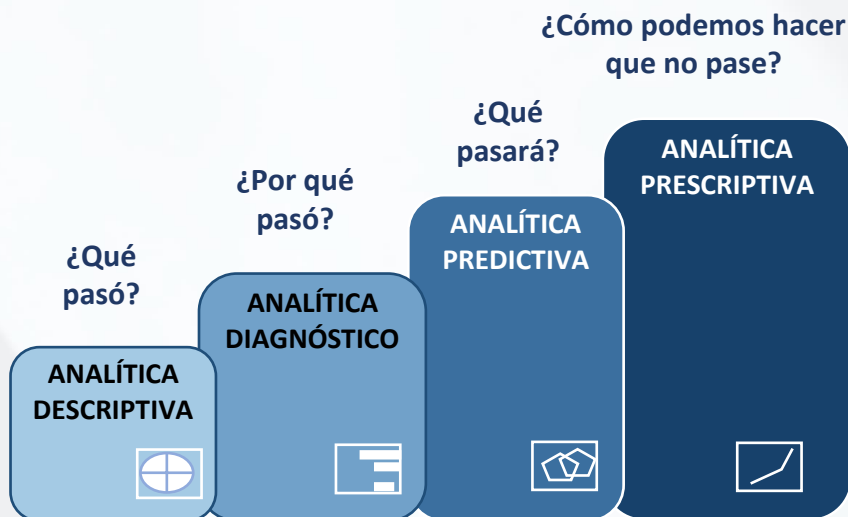 ¿Qué
pasó?
ANALÍTICA
DESCRIPTIVA
¿Por qué
pasó?
ANALÍTICA
DIAGNÓSTICO
¿Qué
pasará?
ANALÍTICA
PREDICTIVA
¿Cómo podemos hacer
que no pase?
ANALÍTICA
PRESCRIPTIVA